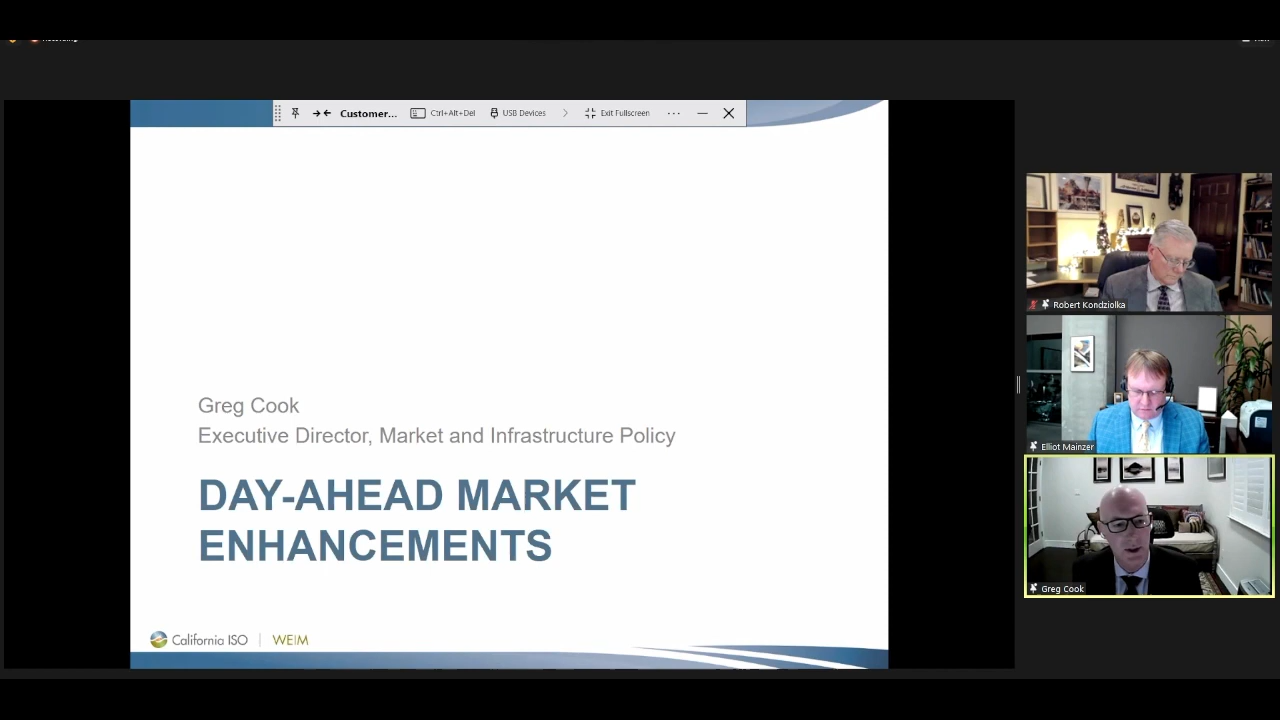 Customer...
Ctrl+Alt+Del
USB Devices
Exit Fullscreen
Greg Cook
Executive Director, Market and Infrastructure Policy
DAY-AHEAD MARKET
ENHANCEMENTS
California ISO | WEIM
Robert Kondziolka
Elliot Mainzer
Greg Cook